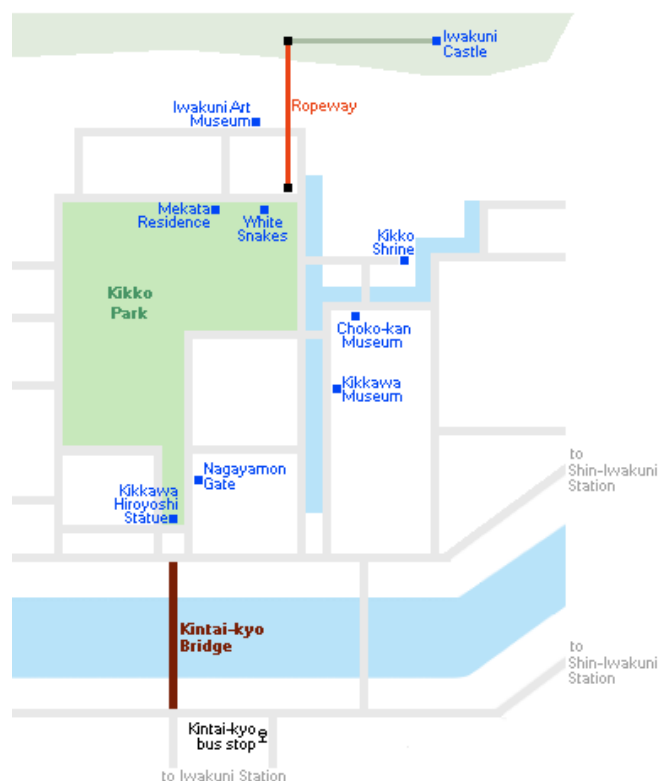 Iwakuni
Castle
Iwakuni Art
Museum
Ropeway
Mekata
Residence
White
Snakes
Kikko
Shrine
Kikko
Park
Choko-kan
Museum
Kikkawa
Museum
Nagayamon
Gate
Kikkawa
Hiroyoshi
Statue
to
Shin-Iwakuni
Station
Kintai-kyo
Bridge
to
Shin-Iwakuni
Station
Kintai-kyo
bus stop
to Iwakuni Station